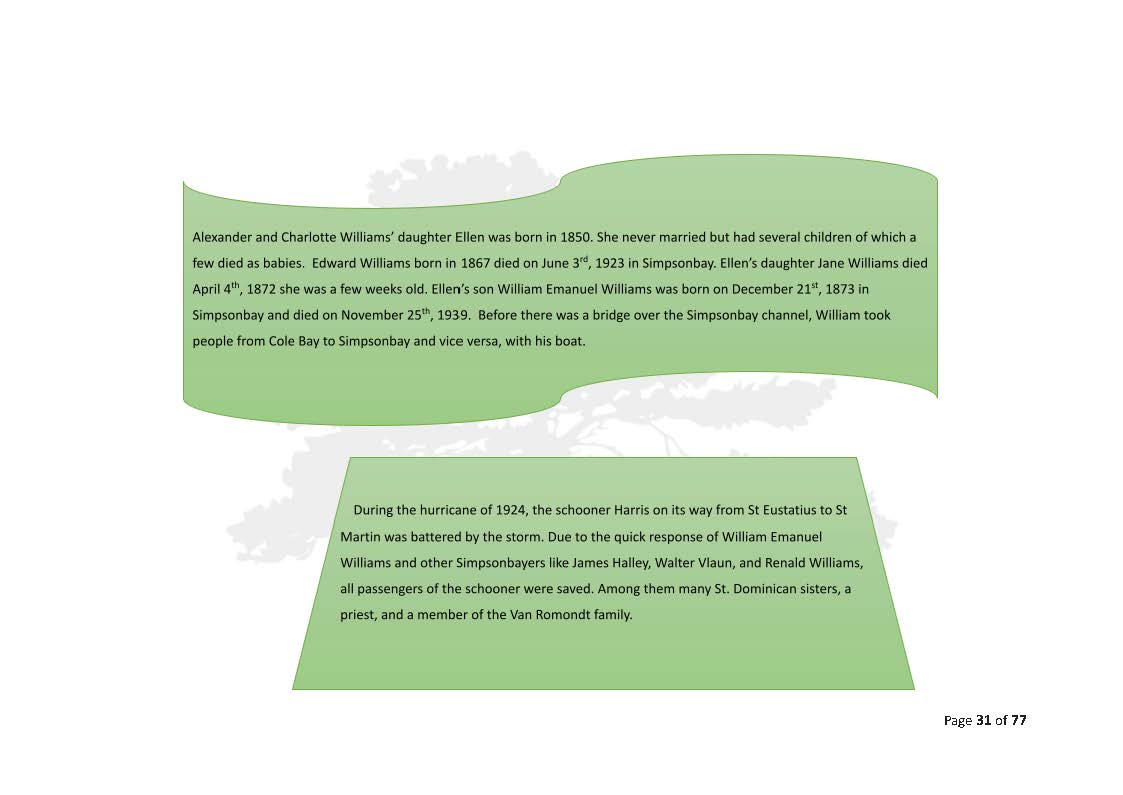 Alexander and Charlotte Williams’ daughter Ellen was born in 1850. She never married but had several children of which a
few died as babies.  Edward Williams born in 1867 died on June 3rd, 1923 in Simpsonbay. Ellen’s daughter Jane Williams died
April 4th, 1872 she was a few weeks old. Ellen’s son William Emanuel Williams was born on December 21st, 1873 in
Simpsonbay and died on November 25th, 1939.  Before there was a bridge over the Simpsonbay channel, William took
people from Cole Bay to Simpsonbay and vice versa, with his boat.
During the hurricane of 1924, the schooner Harris on its way from St Eustatius to St
Martin was battered by the storm. Due to the quick response of William Emanuel
Williams and other Simpsonbayers like James Halley, Walter Vlaun, and Renald Williams,
all passengers of the schooner were saved. Among them many St. Dominican sisters, a
priest, and a member of the Van Romondt family.
Page 31 of 77